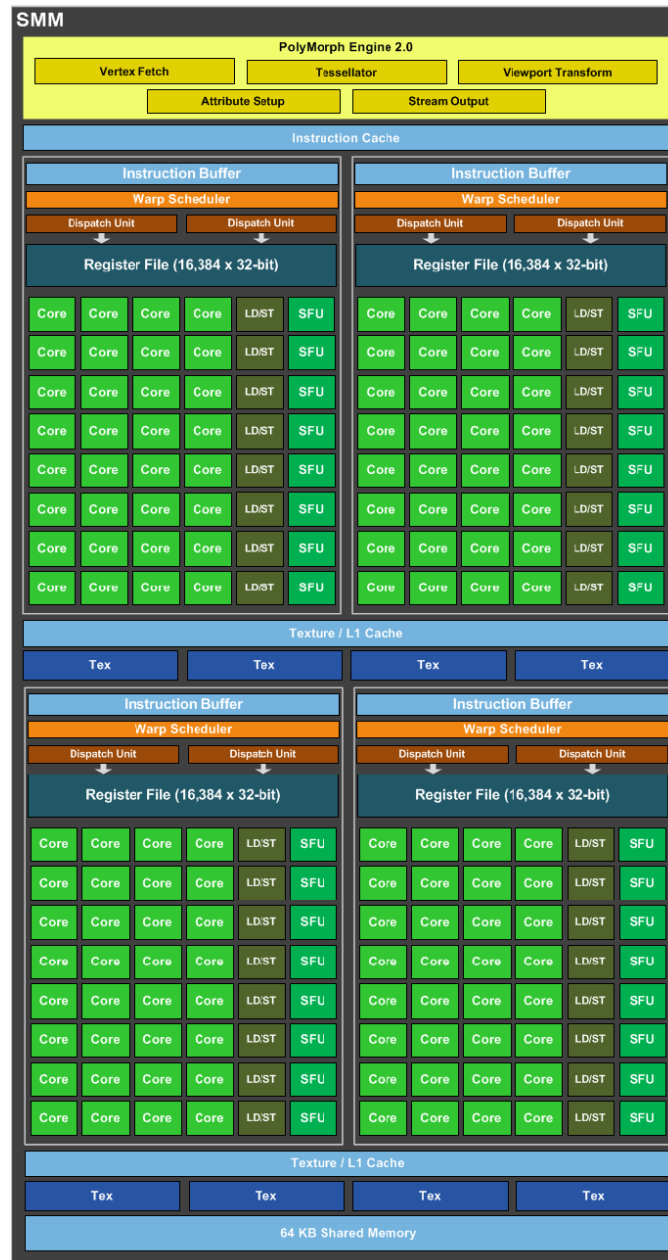 SMM
PolyMorph Engine 2.0
Vertex Fetch Tessellator Viewport Transform
Attribute Setup Stream Output
Instruction Cache
Instruction Buffer Instruction Buffer
Warp Scheduler Warp Scheduler
Dispatch Unit Dispatch Unit Dispatch Unit Dispatch Unit
Register File (16,384 x 32-bit) Register File (16,384 x 32-bit)
Core Core Core Core LD/ST SFU Core Core Core Core LD/ST SFU
Core Core Core Core LD/ST SFU Core Core Core Core LD/ST SFU
Core Core Core Core LD/ST SFU Core Core Core Core LD/ST SFU
Core Core Core Core LD/ST SFU Core Core Core Core LD/ST SFU
Core Core Core Core LD/ST SFU Core Core Core Core LD/ST SFU
Core Core Core Core LD/ST SFU Core Core Core Core LD/ST SFU
Core Core Core Core LD/ST SFU Core Core Core Core LD/ST SFU
Core Core Core Core LD/ST SFU Core Core Core Core LD/ST SFU
Texture / L1 Cache
Tex Tex Tex Tex
Instruction Buffer Instruction Buffer
Warp Scheduler Warp Scheduler
Dispatch Unit Dispatch Unit Dispatch Unit Dispatch Unit
Register File (16,384 x 32-bit) Register File (16,384 x 32-bit)
Core Core Core Core LD/ST SFU Core Core Core Core LD/ST SFU
Core Core Core Core LD/ST SFU Core Core Core Core LD/ST SFU
Core Core Core Core LD/ST SFU Core Core Core Core LD/ST SFU
Core Core Core Core LD/ST SFU Core Core Core Core LD/ST SFU
Core Core Core Core LD/ST SFU Core Core Core Core LD/ST SFU
Core Core Core Core LD/ST SFU Core Core Core Core LD/ST SFU
Core Core Core Core LD/ST SFU Core Core Core Core LD/ST SFU
Core Core Core Core LD/ST SFU Core Core Core Core LD/ST SFU
Texture / L1 Cache
Tex Tex Tex Tex
64 KB Shared Memory